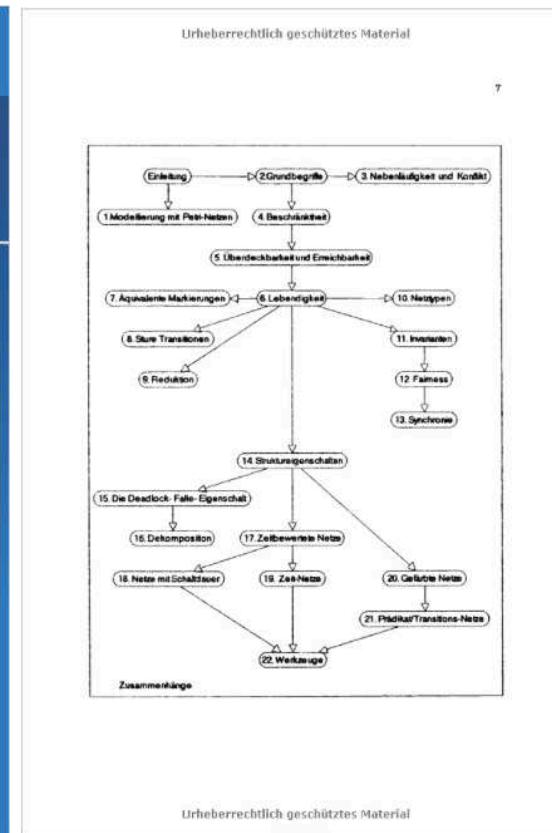 Urheberrechtlich geschütztes Material
7
Einleitung
2. Grundbegriffe
3. Nebenläufigkeit und Konflikt
1. Modellierung mit Petri-Netzen
4. Beschränktheit
5. Überdeckbarkeit und Erreichbarkeit
7. Äquivalente Markierungen
6. Lebendigkeit
10. Netztypen
8. Sture Transitionen
11. Invarianten
9. Reduktion
12. Fairness
13. Synchronie
14. Struktureigenschaften
15. Die Deadlock- Falle- Eigenschaft
16. Dekomposition
17. Zeitbewertete Netze
18. Netze mit Schaltdauer
19. Zeit-Netze
20. Gefärbte Netze
21. Prädikat/Transitions-Netze
22. Werkzeuge
Zusammenhänge
Urheberrechtlich geschütztes Material